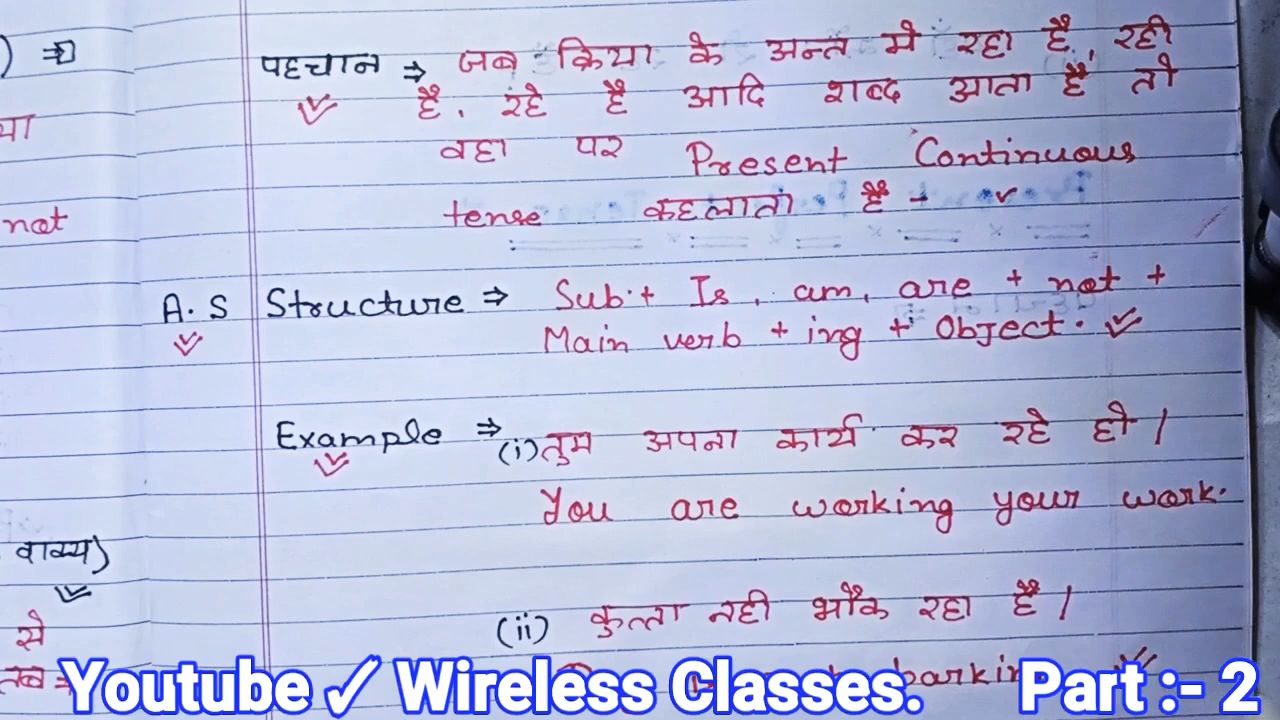 ) ⇒
पहचान ⇒ जब क्रिया के अन्त मे रहा है, रही
है, रहे है आदि शब्द आता है तो
या
वहा पर Present Continuous
not
tense कहलाता है -
A.S Structure ⇒ Sub. + Is, am, are + not +
Main verb + ing + Object.
Example ⇒ (i) तुम अपना कार्य कर रहे हो।
You are working your work.
वाक्य)
(ii) कुत्ता नही भौंक रहा है।
से
तब barkin
Youtube ✓ Wireless Classes. Part :- 2